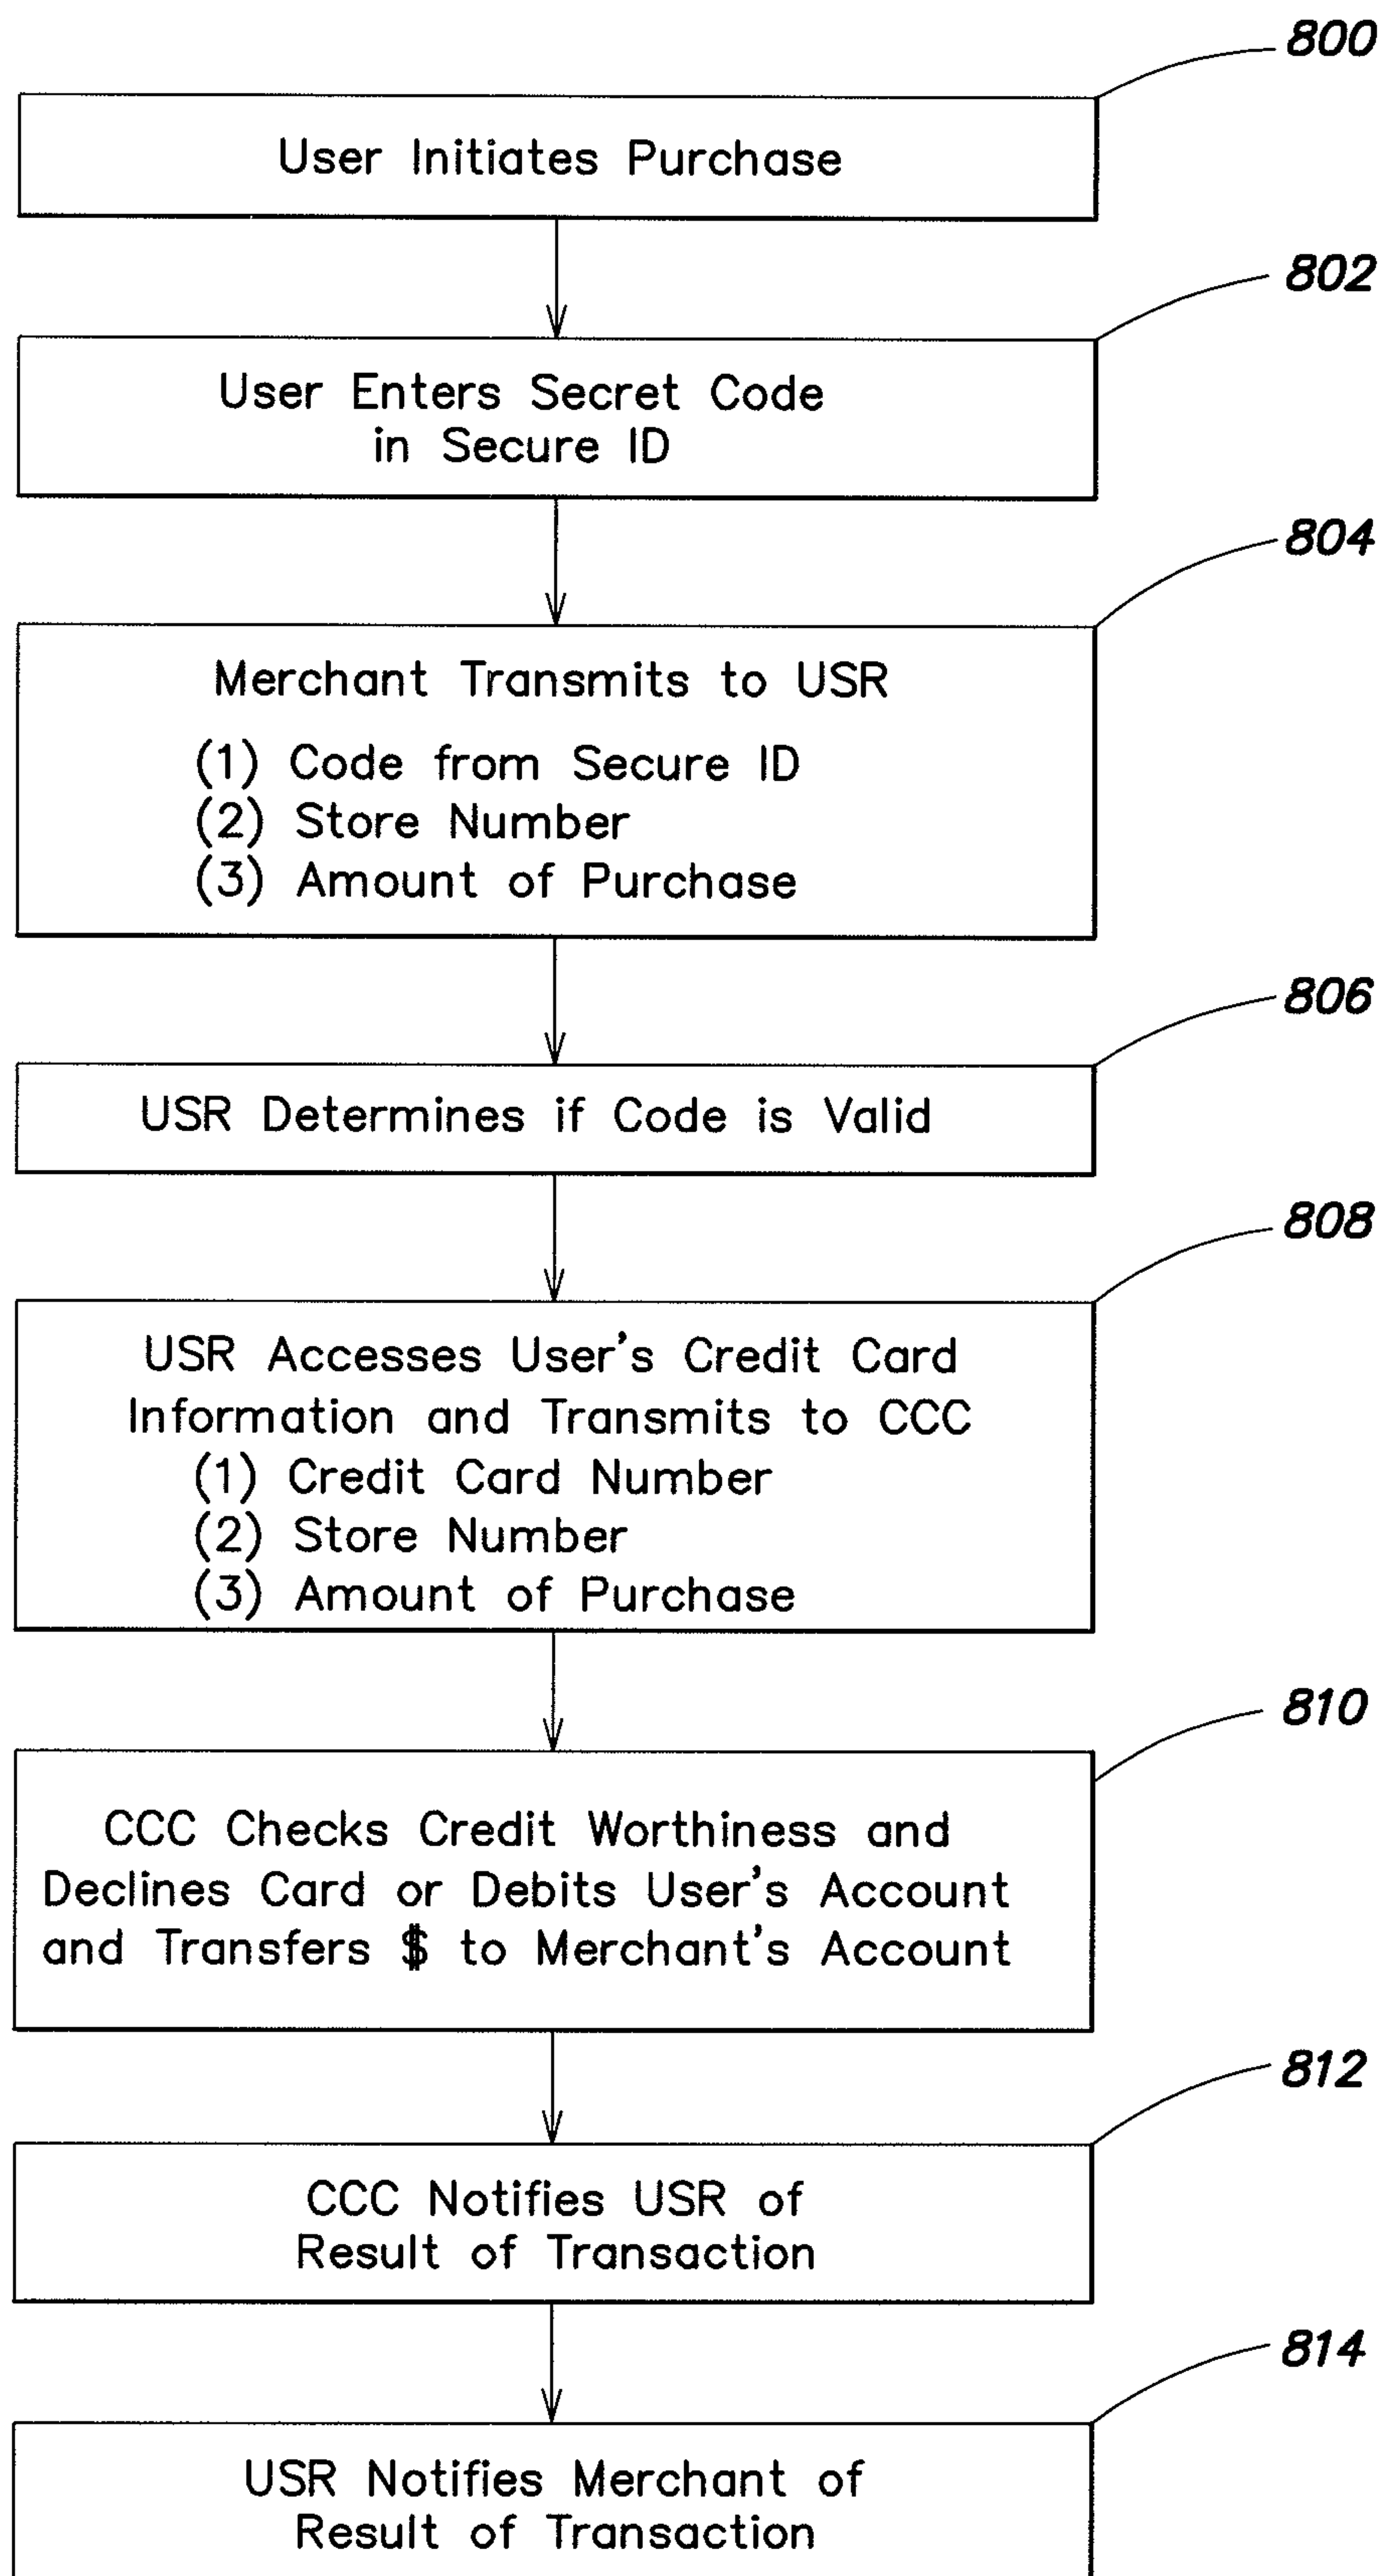 800
User Initiates Purchase
802
User Enters Secret Code
in Secure ID
804
Merchant Transmits to USR
(1) Code from Secure ID
(2) Store Number
(3) Amount of Purchase
806
USR Determines if Code is Valid
808
USR Accesses User's Credit Card
Information and Transmits to CCC
(1) Credit Card Number
(2) Store Number
(3) Amount of Purchase
810
CCC Checks Credit Worthiness and
Declines Card or Debits User's Account
and Transfers $ to Merchant's Account
812
CCC Notifies USR of
Result of Transaction
814
USR Notifies Merchant of
Result of Transaction